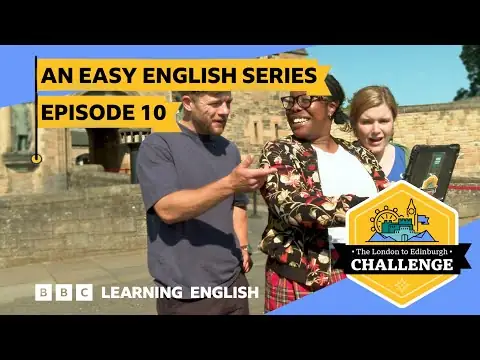 AN EASY ENGLISH SERIES
EPISODE 10
The London to Edinburgh
CHALLENGE
BBC LEARNING ENGLISH